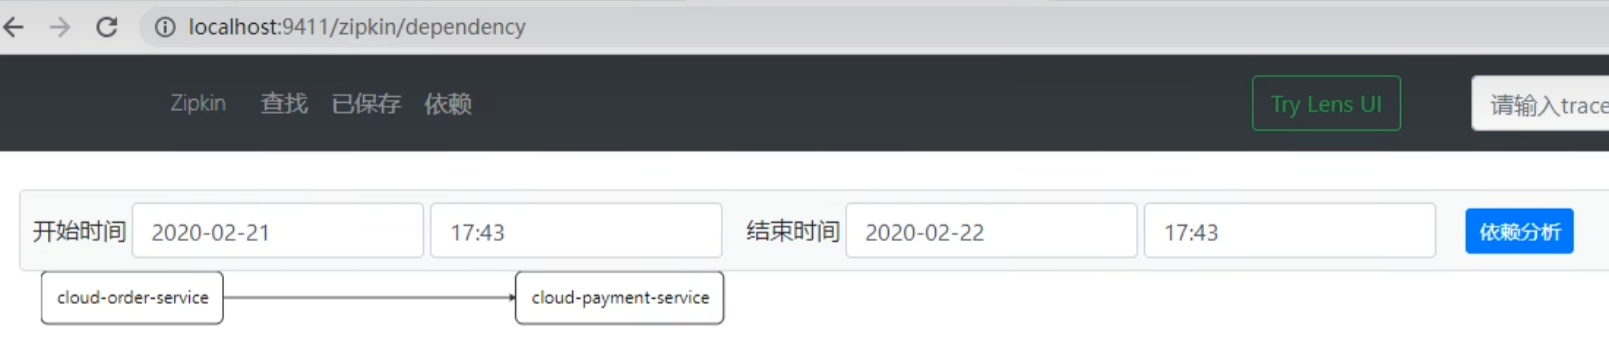 localhost:9411/zipkin/dependency
Zipkin 查找 已保存 依赖 Try Lens UI 请输入trace
开始时间 2020-02-21 17:43 结束时间 2020-02-22 17:43 依赖分析
cloud-order-service cloud-payment-service